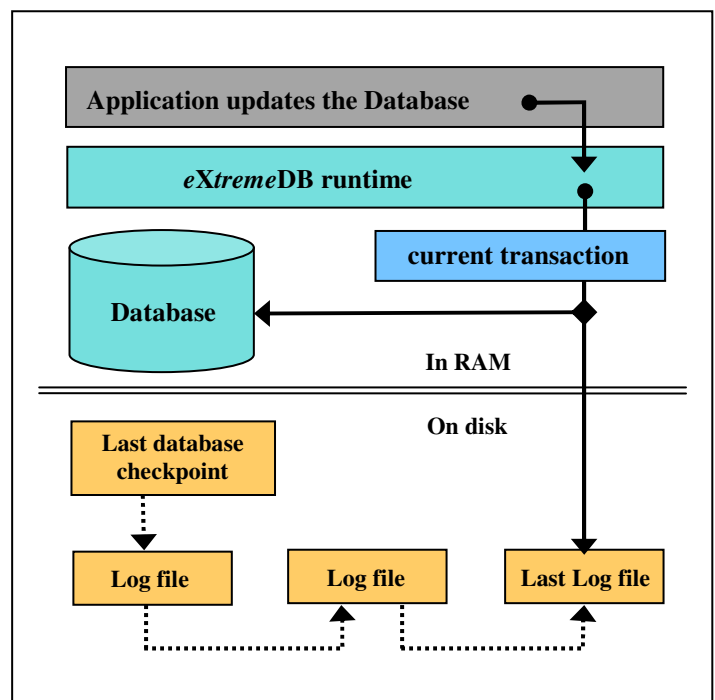 Application updates the Database
eXtremeDB runtime
current transaction
Database
In RAM
On disk
Last database
checkpoint
Log file
Log file
Last Log file